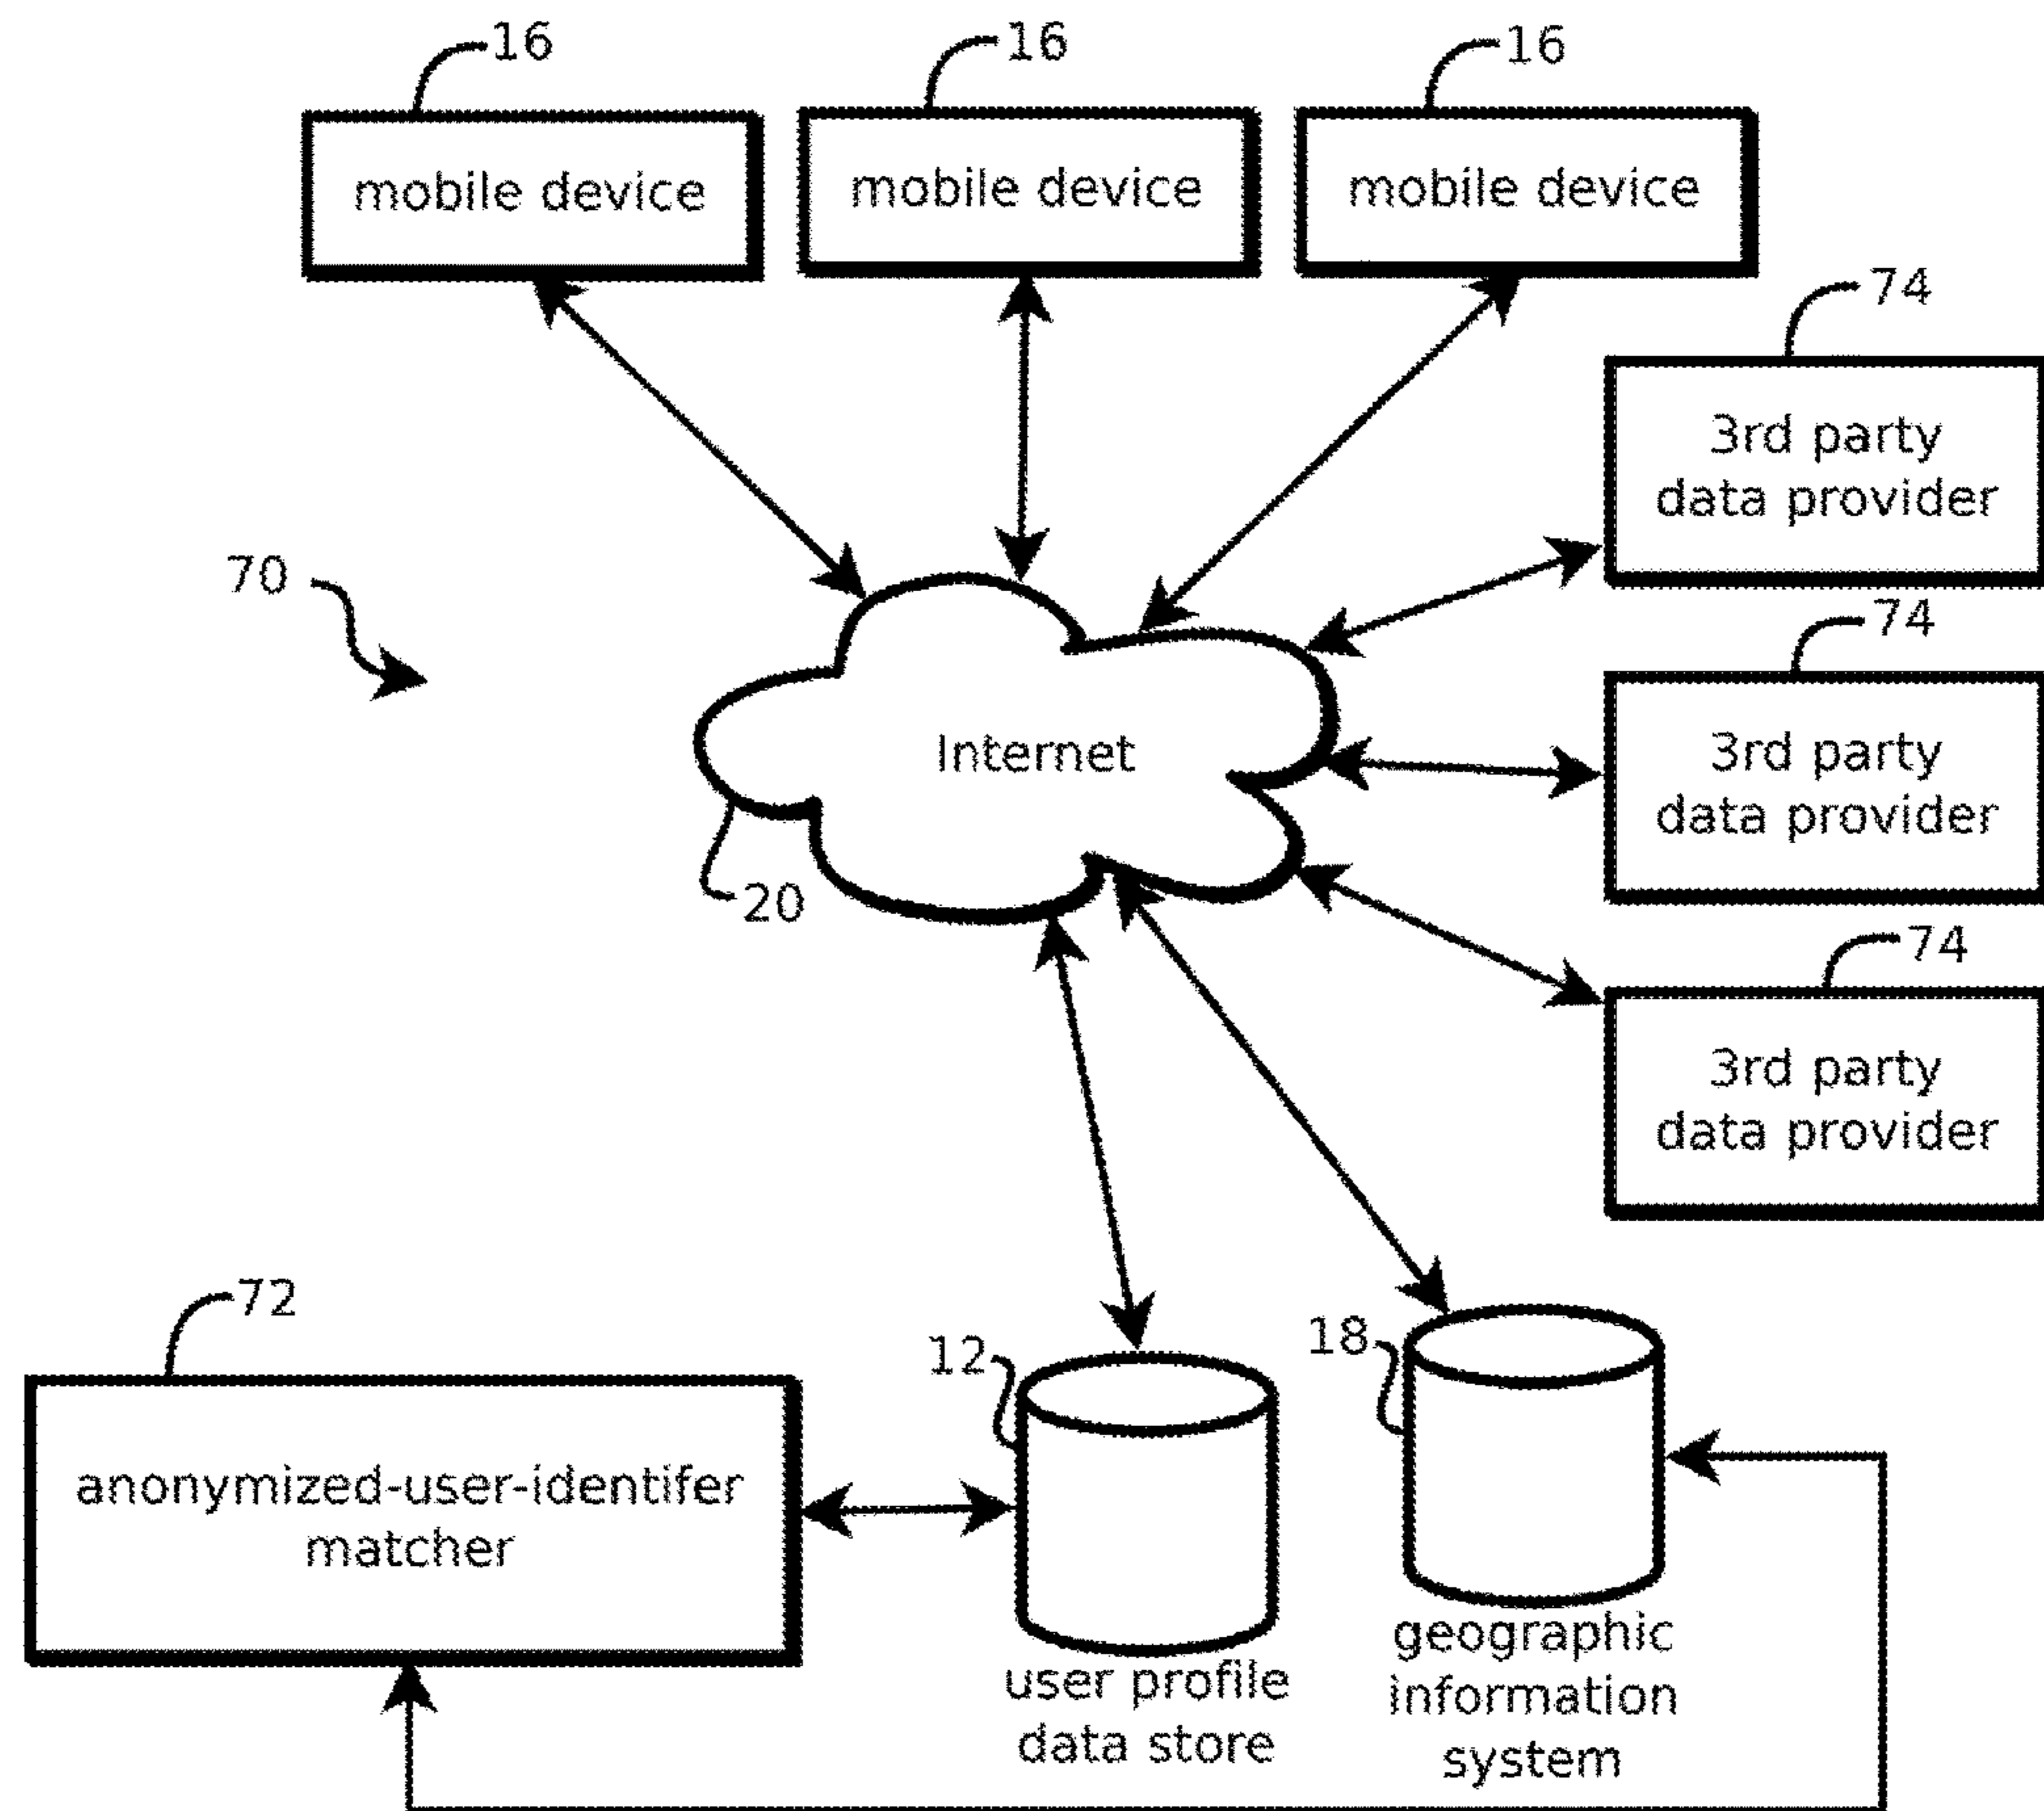 16
16
16
mobile device
mobile device
mobile device
74
3rd party
data provider
70
74
Internet
3rd party
data provider
20
74
3rd party
data provider
72
12
18
anonymized-user-identifer
matcher
user profile
data store
geographic
information
system